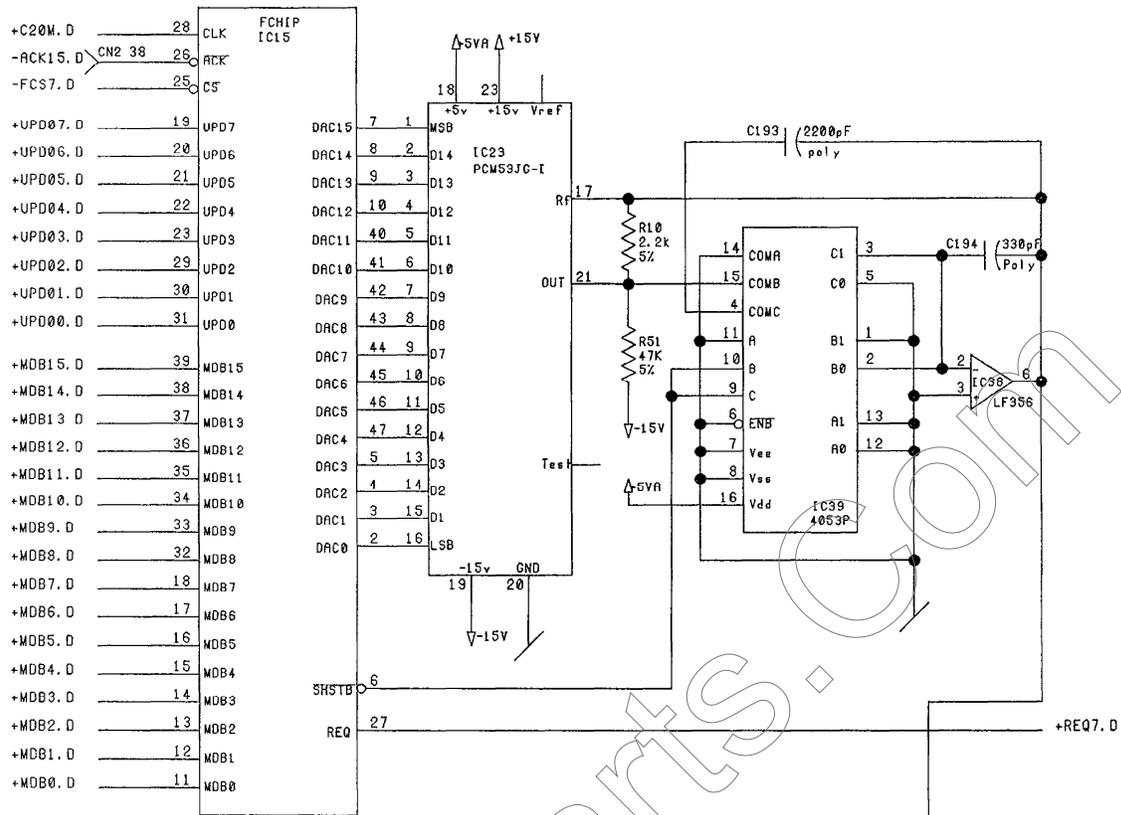 FCHIP
IC15
+C20M.D 28 CLK
-ACK15.D CN2 38 26 ACK
-FCS7.D 25 CS
+UPD07.D 19 UPD7
+UPD06.D 20 UPD6
+UPD05.D 21 UPD5
+UPD04.D 22 UPD4
+UPD03.D 23 UPD3
+UPD02.D 29 UPD2
+UPD01.D 30 UPD1
+UPD00.D 31 UPD0
+MDB15.D 39 MDB15
+MDB14.D 38 MDB14
+MDB13.D 37 MDB13
+MDB12.D 36 MDB12
+MDB11.D 35 MDB11
+MDB10.D 34 MDB10
+MDB9.D 33 MDB9
+MDB8.D 32 MDB8
+MDB7.D 18 MDB7
+MDB6.D 17 MDB6
+MDB5.D 16 MDB5
+MDB4.D 15 MDB4
+MDB3.D 14 MDB3
+MDB2.D 13 MDB2
+MDB1.D 12 MDB1
+MDB0.D 11 MDB0
DAC15 7 1 MSB
DAC14 8 2 D14
DAC13 9 3 D13
DAC12 10 4 D12
DAC11 40 5 D11
DAC10 41 6 D10
DAC9 42 7 D9
DAC8 43 8 D8
DAC7 44 9 D7
DAC6 45 10 D6
DAC5 46 11 D5
DAC4 47 12 D4
DAC3 5 13 D3
DAC2 4 14 D2
DAC1 3 15 D1
DAC0 2 16 LSB
SHSTB 6
REQ 27
+REQ7.D
+5VA +15V
18 23
+5v +15v Vref
IC23
PCM53JG-I
Rf 17
OUT 21
Test
-15v GND
19 20
-15V
R10
2.2k
5%
R51
47K
5%
-15V
+5VA
C193 2200pF
poly
14 COMA
15 COMB
4 COMC
11 A
10 B
9 C
6 ENB
7 Vee
8 Vss
16 Vdd
C1 3
C0 5
B1 1
B0 2
A1 13
A0 12
IC39
4053P
C194 330pF
Poly
2 -
3 +
6
IC38
LF356
rts.com